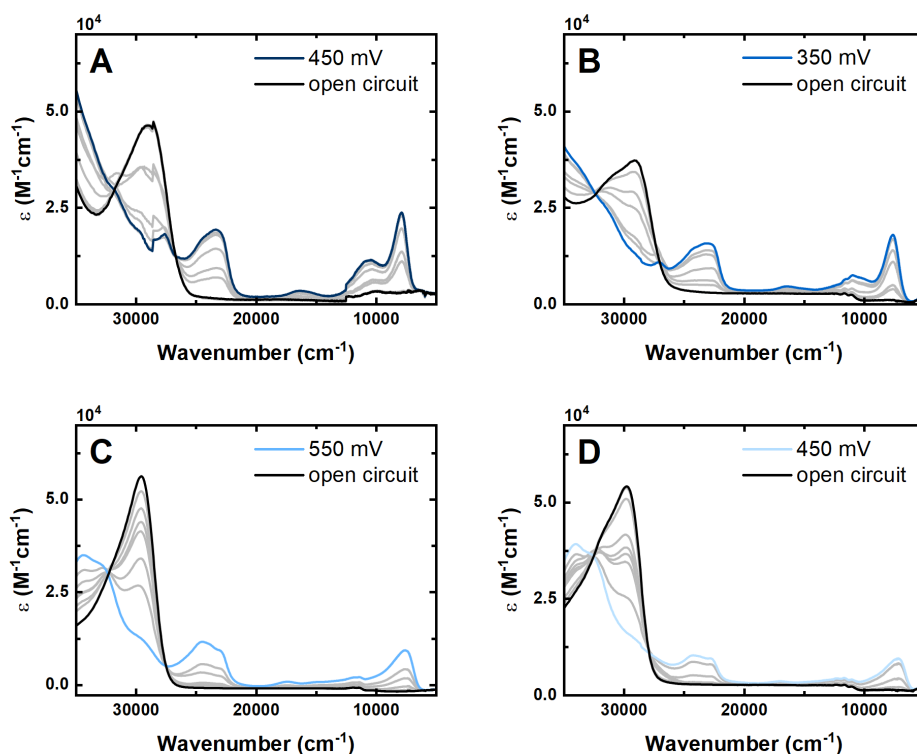 10⁴
A
450 mV
open circuit
5.0
2.5
0.0
ε (M⁻¹cm⁻¹)
30000 20000 10000
Wavenumber (cm⁻¹)
10⁴
B
350 mV
open circuit
5.0
2.5
0.0
ε (M⁻¹cm⁻¹)
30000 20000 10000
Wavenumber (cm⁻¹)
10⁴
C
550 mV
open circuit
5.0
2.5
0.0
ε (M⁻¹cm⁻¹)
30000 20000 10000
Wavenumber (cm⁻¹)
10⁴
D
450 mV
open circuit
5.0
2.5
0.0
ε (M⁻¹cm⁻¹)
30000 20000 10000
Wavenumber (cm⁻¹)